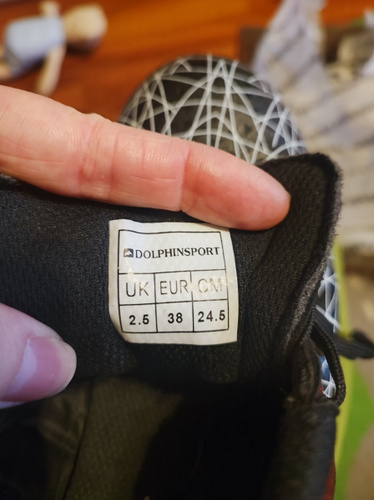 DOLPHINSPORT
UK EUR CM
2.5 38 24.5